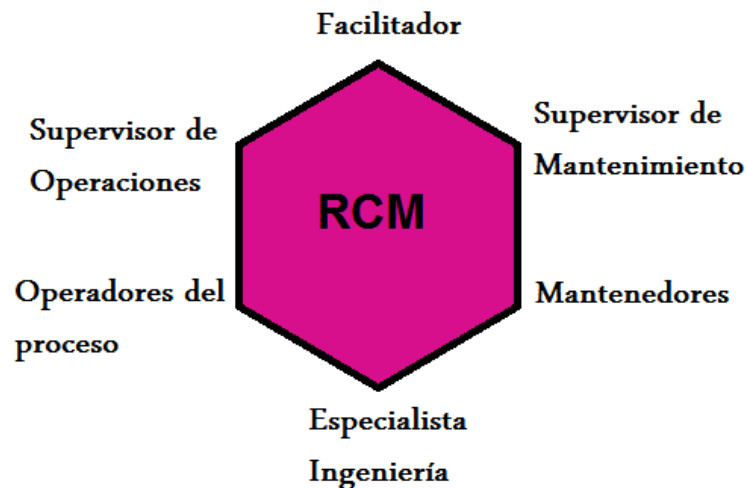 Facilitador
Supervisor de
Operaciones
Supervisor de
Mantenimiento
RCM
Operadores del
proceso
Mantenedores
Especialista
Ingeniería